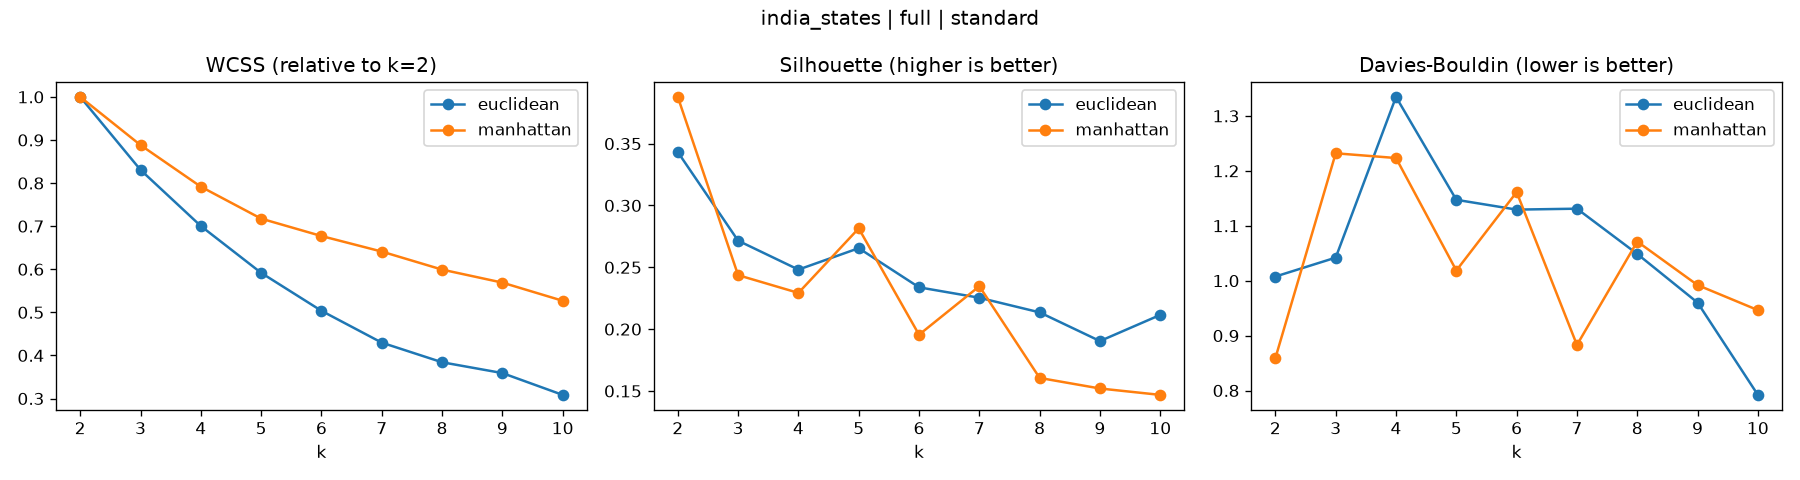 india_states | full | standard
WCSS (relative to k=2)
1.0
0.9
0.8
0.7
0.6
0.5
0.4
0.3
2 3 4 5 6 7 8 9 10
k
euclidean
manhattan
Silhouette (higher is better)
0.35
0.30
0.25
0.20
0.15
2 3 4 5 6 7 8 9 10
k
euclidean
manhattan
Davies-Bouldin (lower is better)
1.3
1.2
1.1
1.0
0.9
0.8
2 3 4 5 6 7 8 9 10
k
euclidean
manhattan